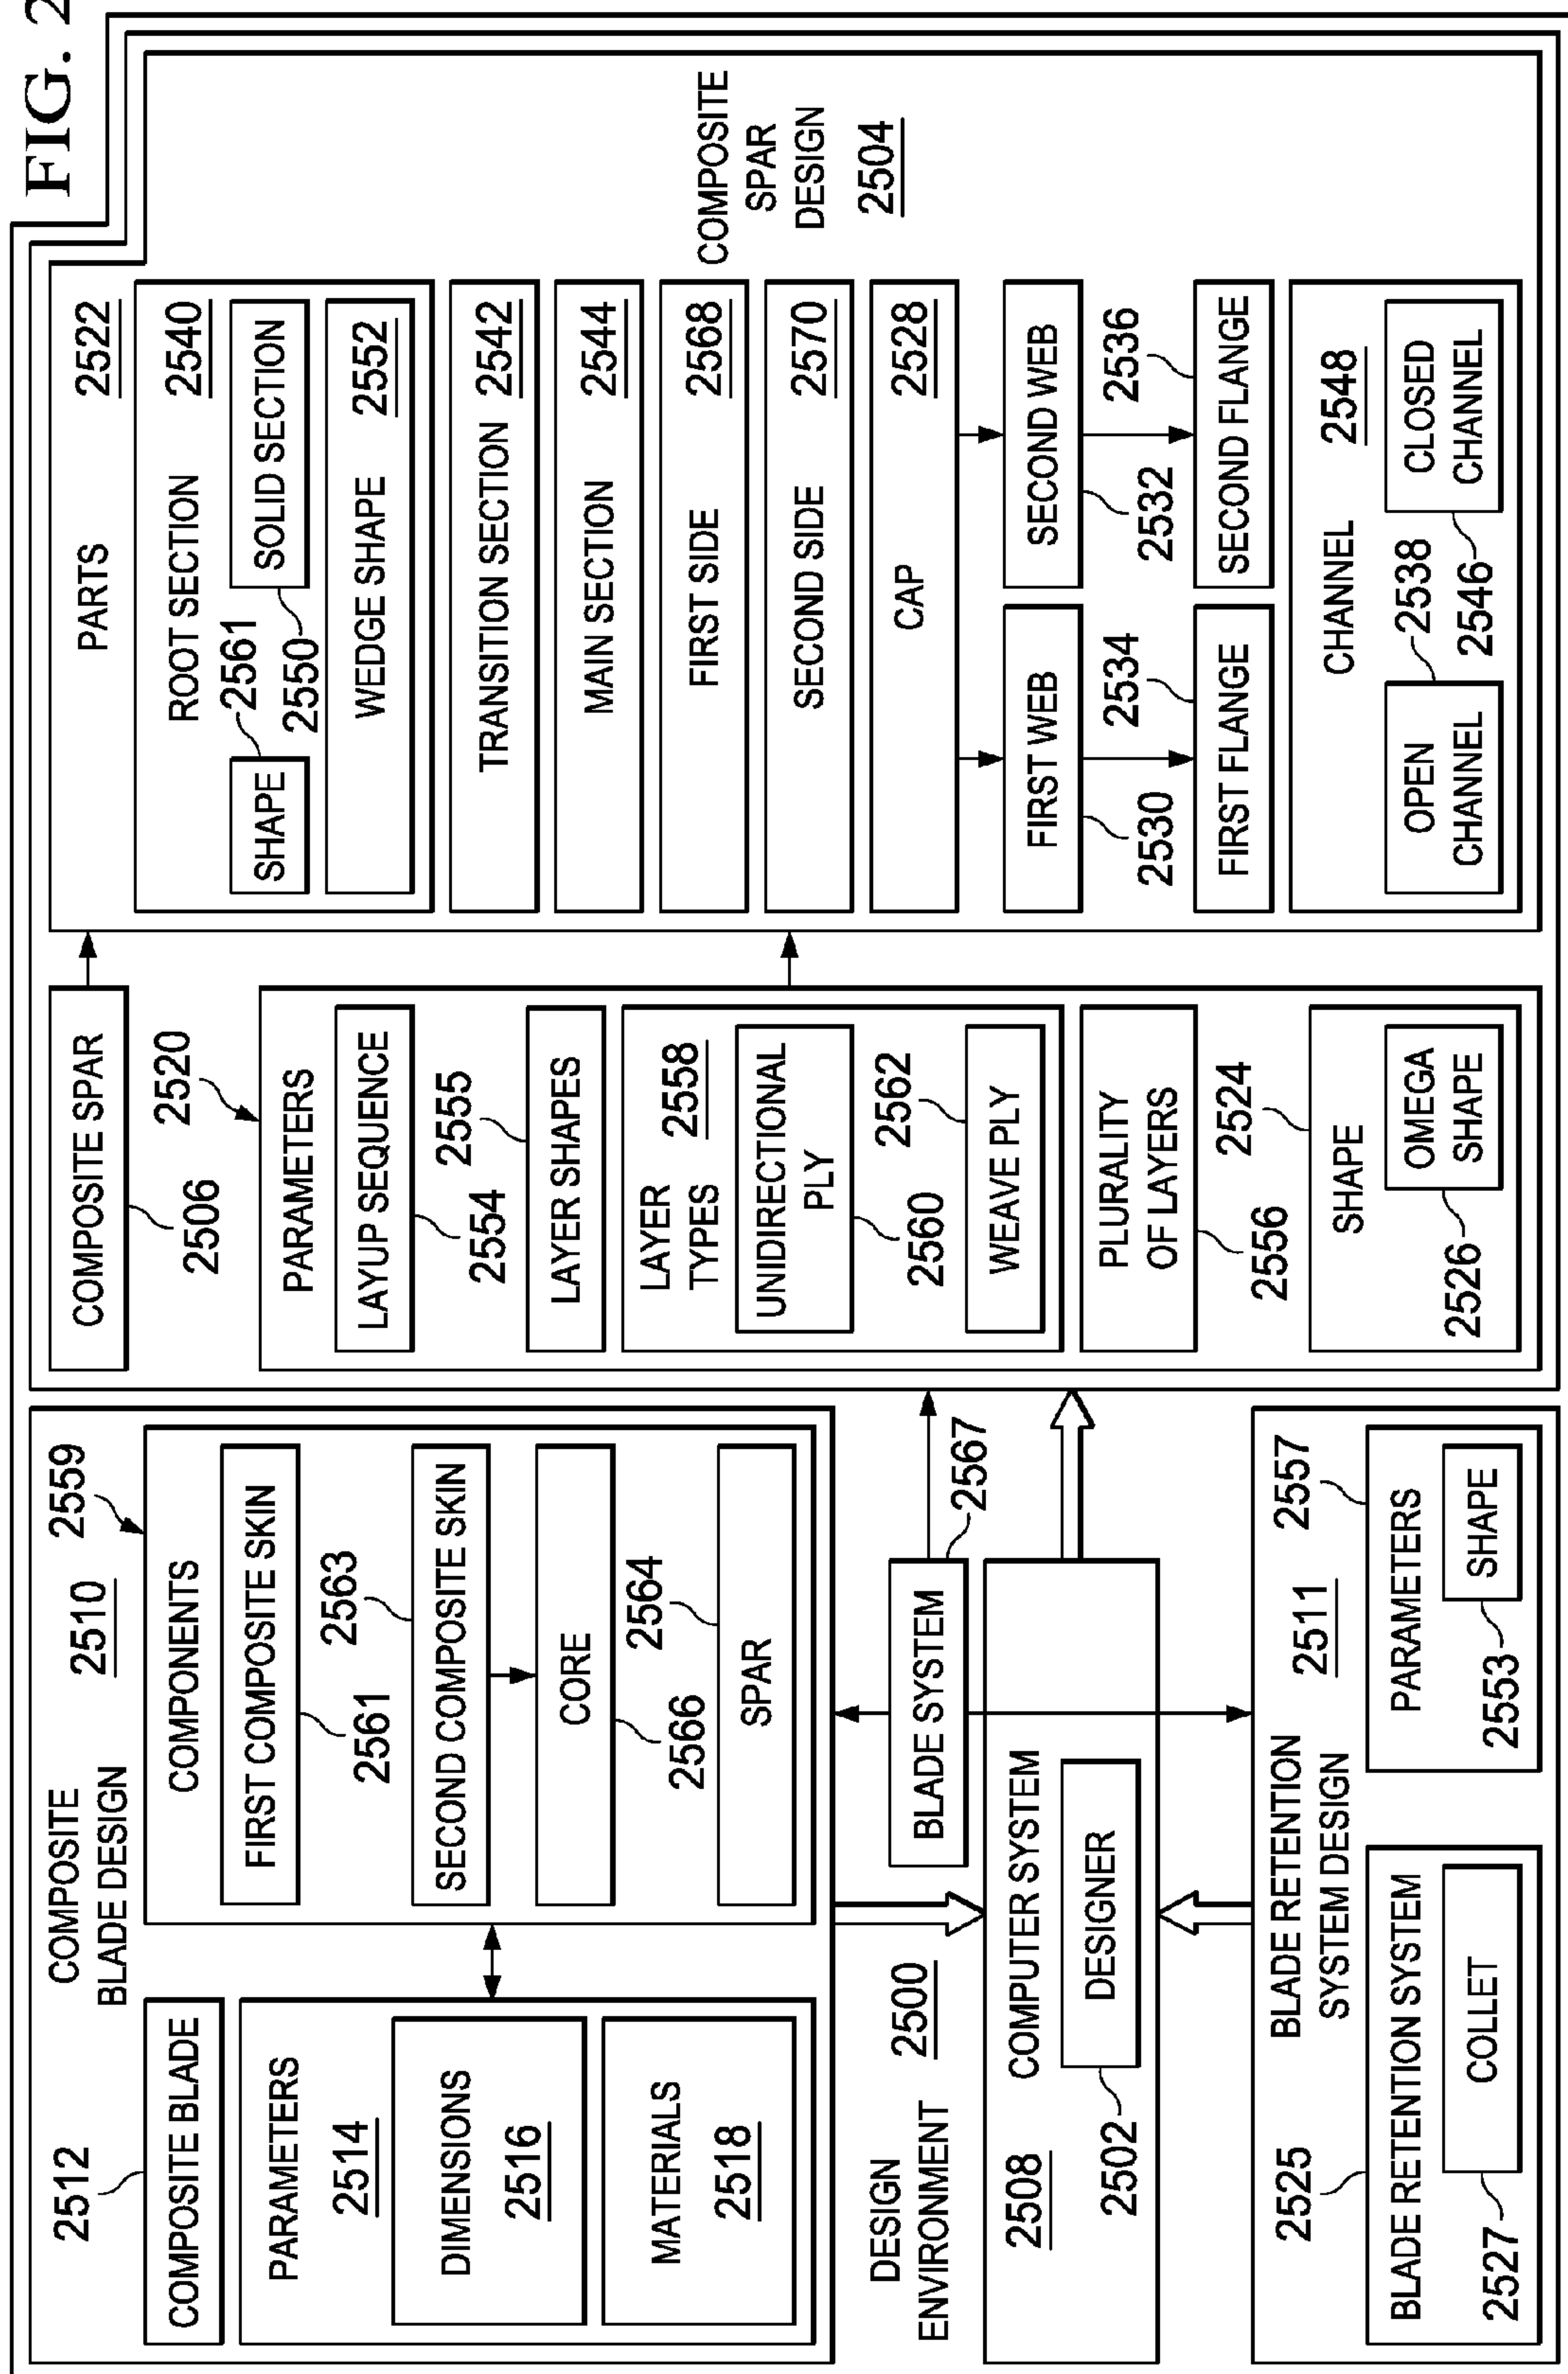 FIG. 2
COMPOSITE
BLADE DESIGN
2510
2512
COMPOSITE BLADE
PARAMETERS
2514
DIMENSIONS
2516
MATERIALS
2518
2559
COMPONENTS
FIRST COMPOSITE SKIN
2561
2563
SECOND COMPOSITE SKIN
CORE
2566
2564
SPAR
DESIGN
ENVIRONMENT
2500
BLADE SYSTEM
2567
COMPUTER SYSTEM
2508
DESIGNER
2502
BLADE RETENTION
SYSTEM DESIGN
2511
2525
BLADE RETENTION SYSTEM
COLLET
2527
2557
PARAMETERS
SHAPE
2553
COMPOSITE SPAR
2506
2520
PARAMETERS
LAYUP SEQUENCE
2554
2555
LAYER SHAPES
LAYER
TYPES
2558
UNIDIRECTIONAL
PLY
2560
2562
WEAVE PLY
PLURALITY
OF LAYERS
2556
2524
SHAPE
OMEGA
SHAPE
2526
PARTS
2522
ROOT SECTION
2540
SHAPE
2561
SOLID SECTION
2550
WEDGE SHAPE
2552
TRANSITION SECTION
2542
MAIN SECTION
2544
FIRST SIDE
2568
SECOND SIDE
2570
CAP
2528
FIRST WEB
2530
SECOND WEB
2532
2534
FIRST FLANGE
2536
SECOND FLANGE
CHANNEL
2548
OPEN
CHANNEL
2538
CLOSED
CHANNEL
2546
COMPOSITE
SPAR
DESIGN
2504